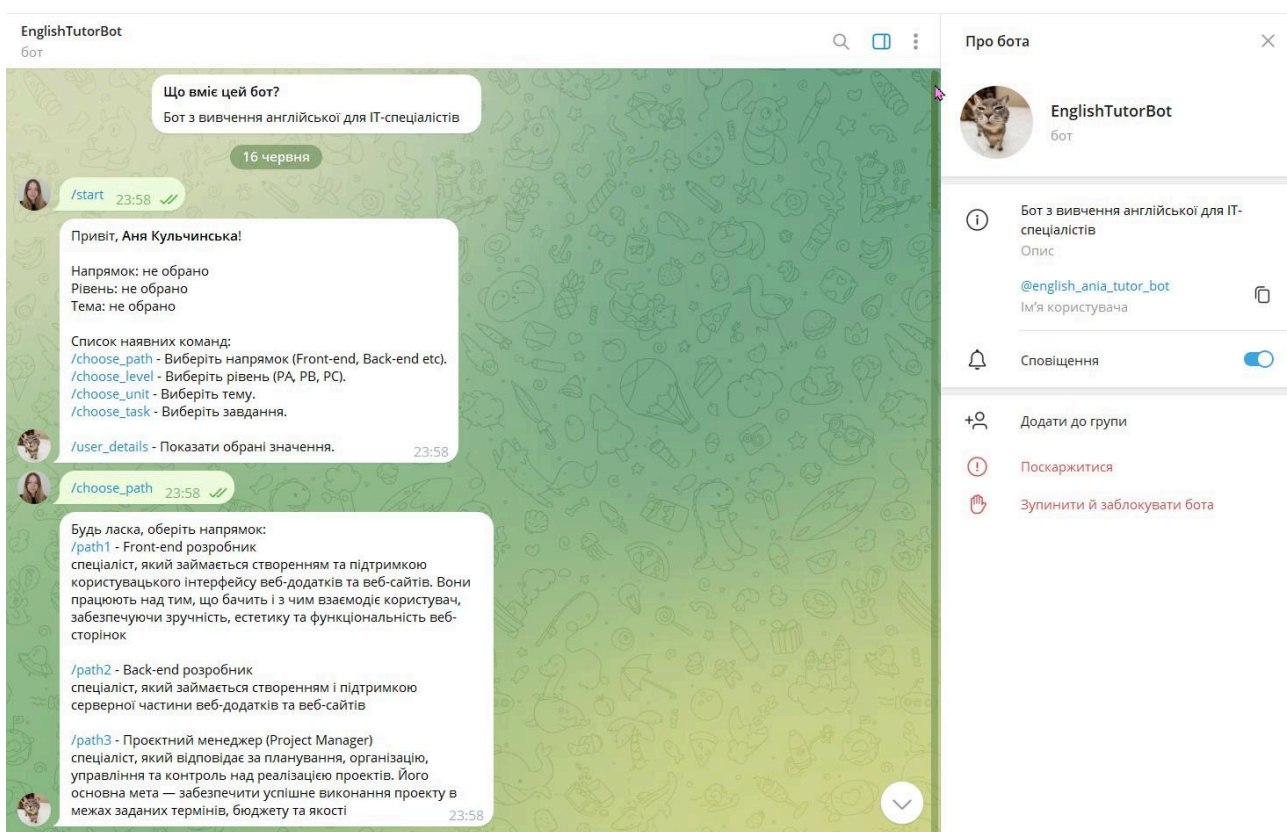 EnglishTutorBot
бот
Що вміє цей бот?
Бот з вивчення англійської для IT-спеціалістів
16 червня
/start 23:58
Привіт, Аня Кульчинська!
Напрямок: не обрано
Рівень: не обрано
Тема: не обрано
Список наявних команд:
/choose_path - Виберіть напрямок (Front-end, Back-end etc).
/choose_level - Виберіть рівень (PA, PB, PC).
/choose_unit - Виберіть тему.
/choose_task - Виберіть завдання.
/user_details - Показати обрані значення.
23:58
/choose_path 23:58
Будь ласка, оберіть напрямок:
/path1 - Front-end розробник
спеціаліст, який займається створенням та підтримкою
користувацького інтерфейсу веб-додатків та веб-сайтів. Вони
працюють над тим, що бачить і з чим взаємодіє користувач,
забезпечуючи зручність, естетику та функціональність веб-
сторінок
/path2 - Back-end розробник
спеціаліст, який займається створенням і підтримкою
серверної частини веб-додатків та веб-сайтів
/path3 - Проєктний менеджер (Project Manager)
спеціаліст, який відповідає за планування, організацію,
управління та контроль над реалізацією проектів. Його
основна мета — забезпечити успішне виконання проекту в
межах заданих термінів, бюджету та якості
23:58
Про бота
EnglishTutorBot
бот
Бот з вивчення англійської для IT-
спеціалістів
Опис
@english_ania_tutor_bot
Ім'я користувача
Сповіщення
Додати до групи
Поскаржитися
Зупинити й заблокувати бота